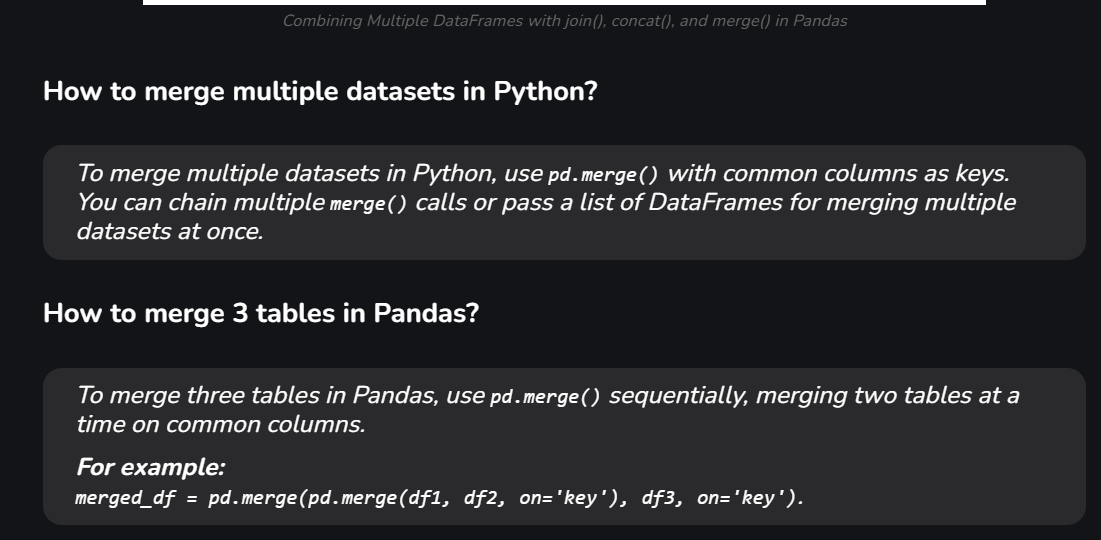 Combining Multiple DataFrames with join(), concat(), and merge() in Pandas
How to merge multiple datasets in Python?
To merge multiple datasets in Python, use pd.merge() with common columns as keys.
You can chain multiple merge() calls or pass a list of DataFrames for merging multiple
datasets at once.
How to merge 3 tables in Pandas?
To merge three tables in Pandas, use pd.merge() sequentially, merging two tables at a
time on common columns.
For example:
merged_df = pd.merge(pd.merge(df1, df2, on='key'), df3, on='key').